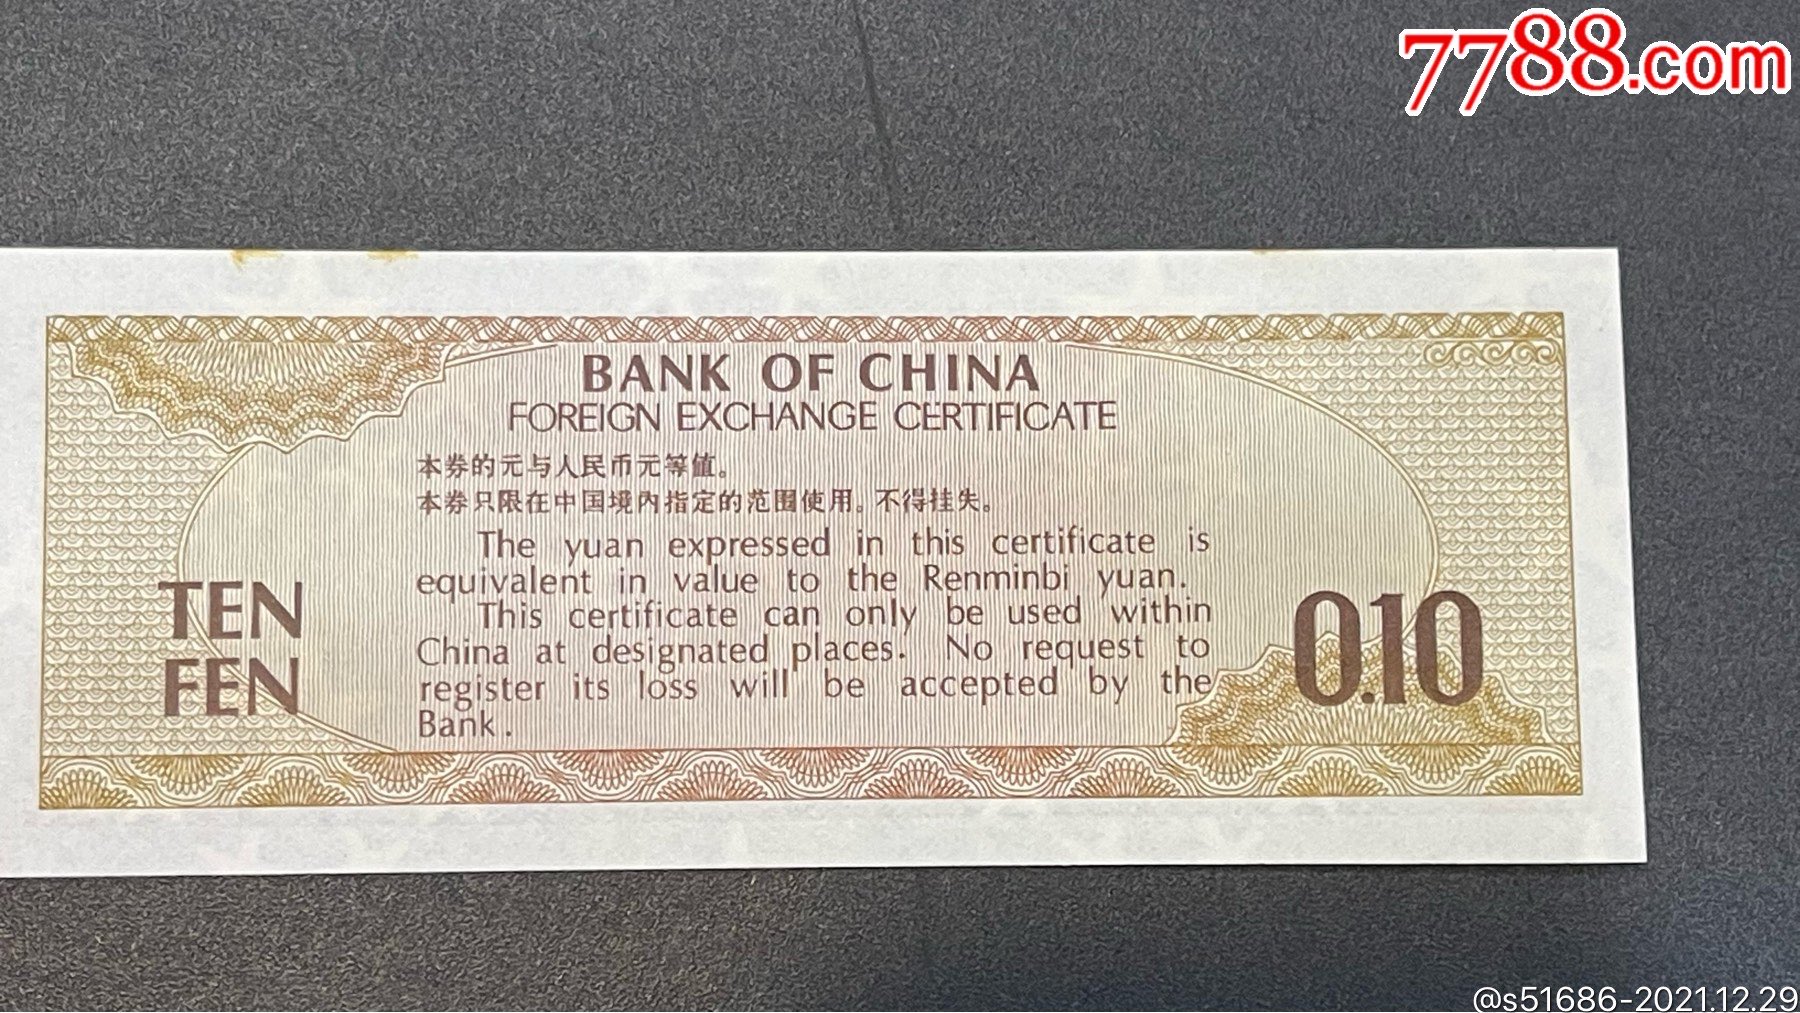 7788.com
BANK OF CHINA
FOREIGN EXCHANGE CERTIFICATE
本券的元与人民币元等值。
本券只限在中国境内指定的范围使用。不得挂失。
The yuan expressed in this certificate is
equivalent in value to the Renminbi yuan.
This certificate can only be used within
China at designated places. No request to
register its loss will be accepted by the
Bank.
TEN
FEN
0.10
@s51686-2021.12.29